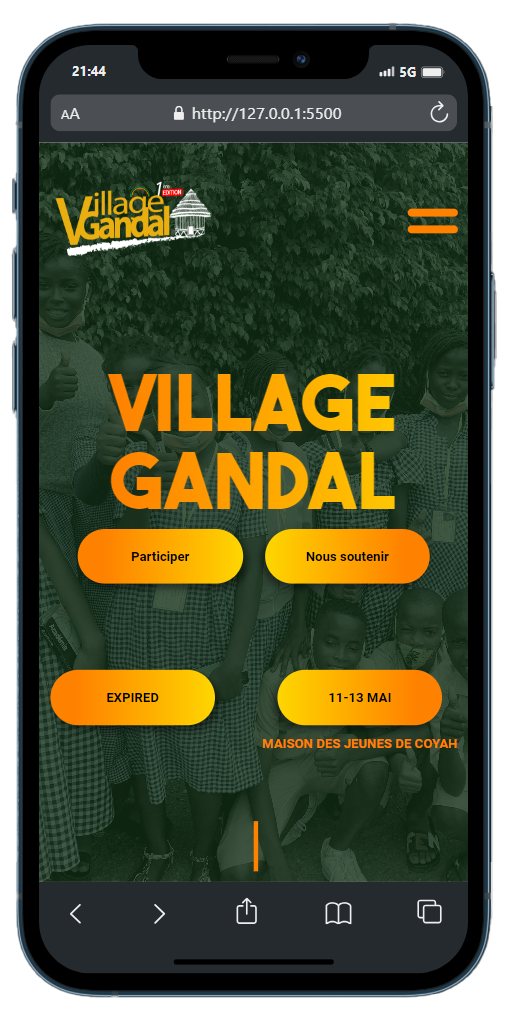 21:44
5G
AA
http://127.0.0.1:5500
1ère
EDITION
Village
Gandal
VILLAGE
GANDAL
Participer
Nous soutenir
EXPIRED
11-13 MAI
MAISON DES JEUNES DE COYAH